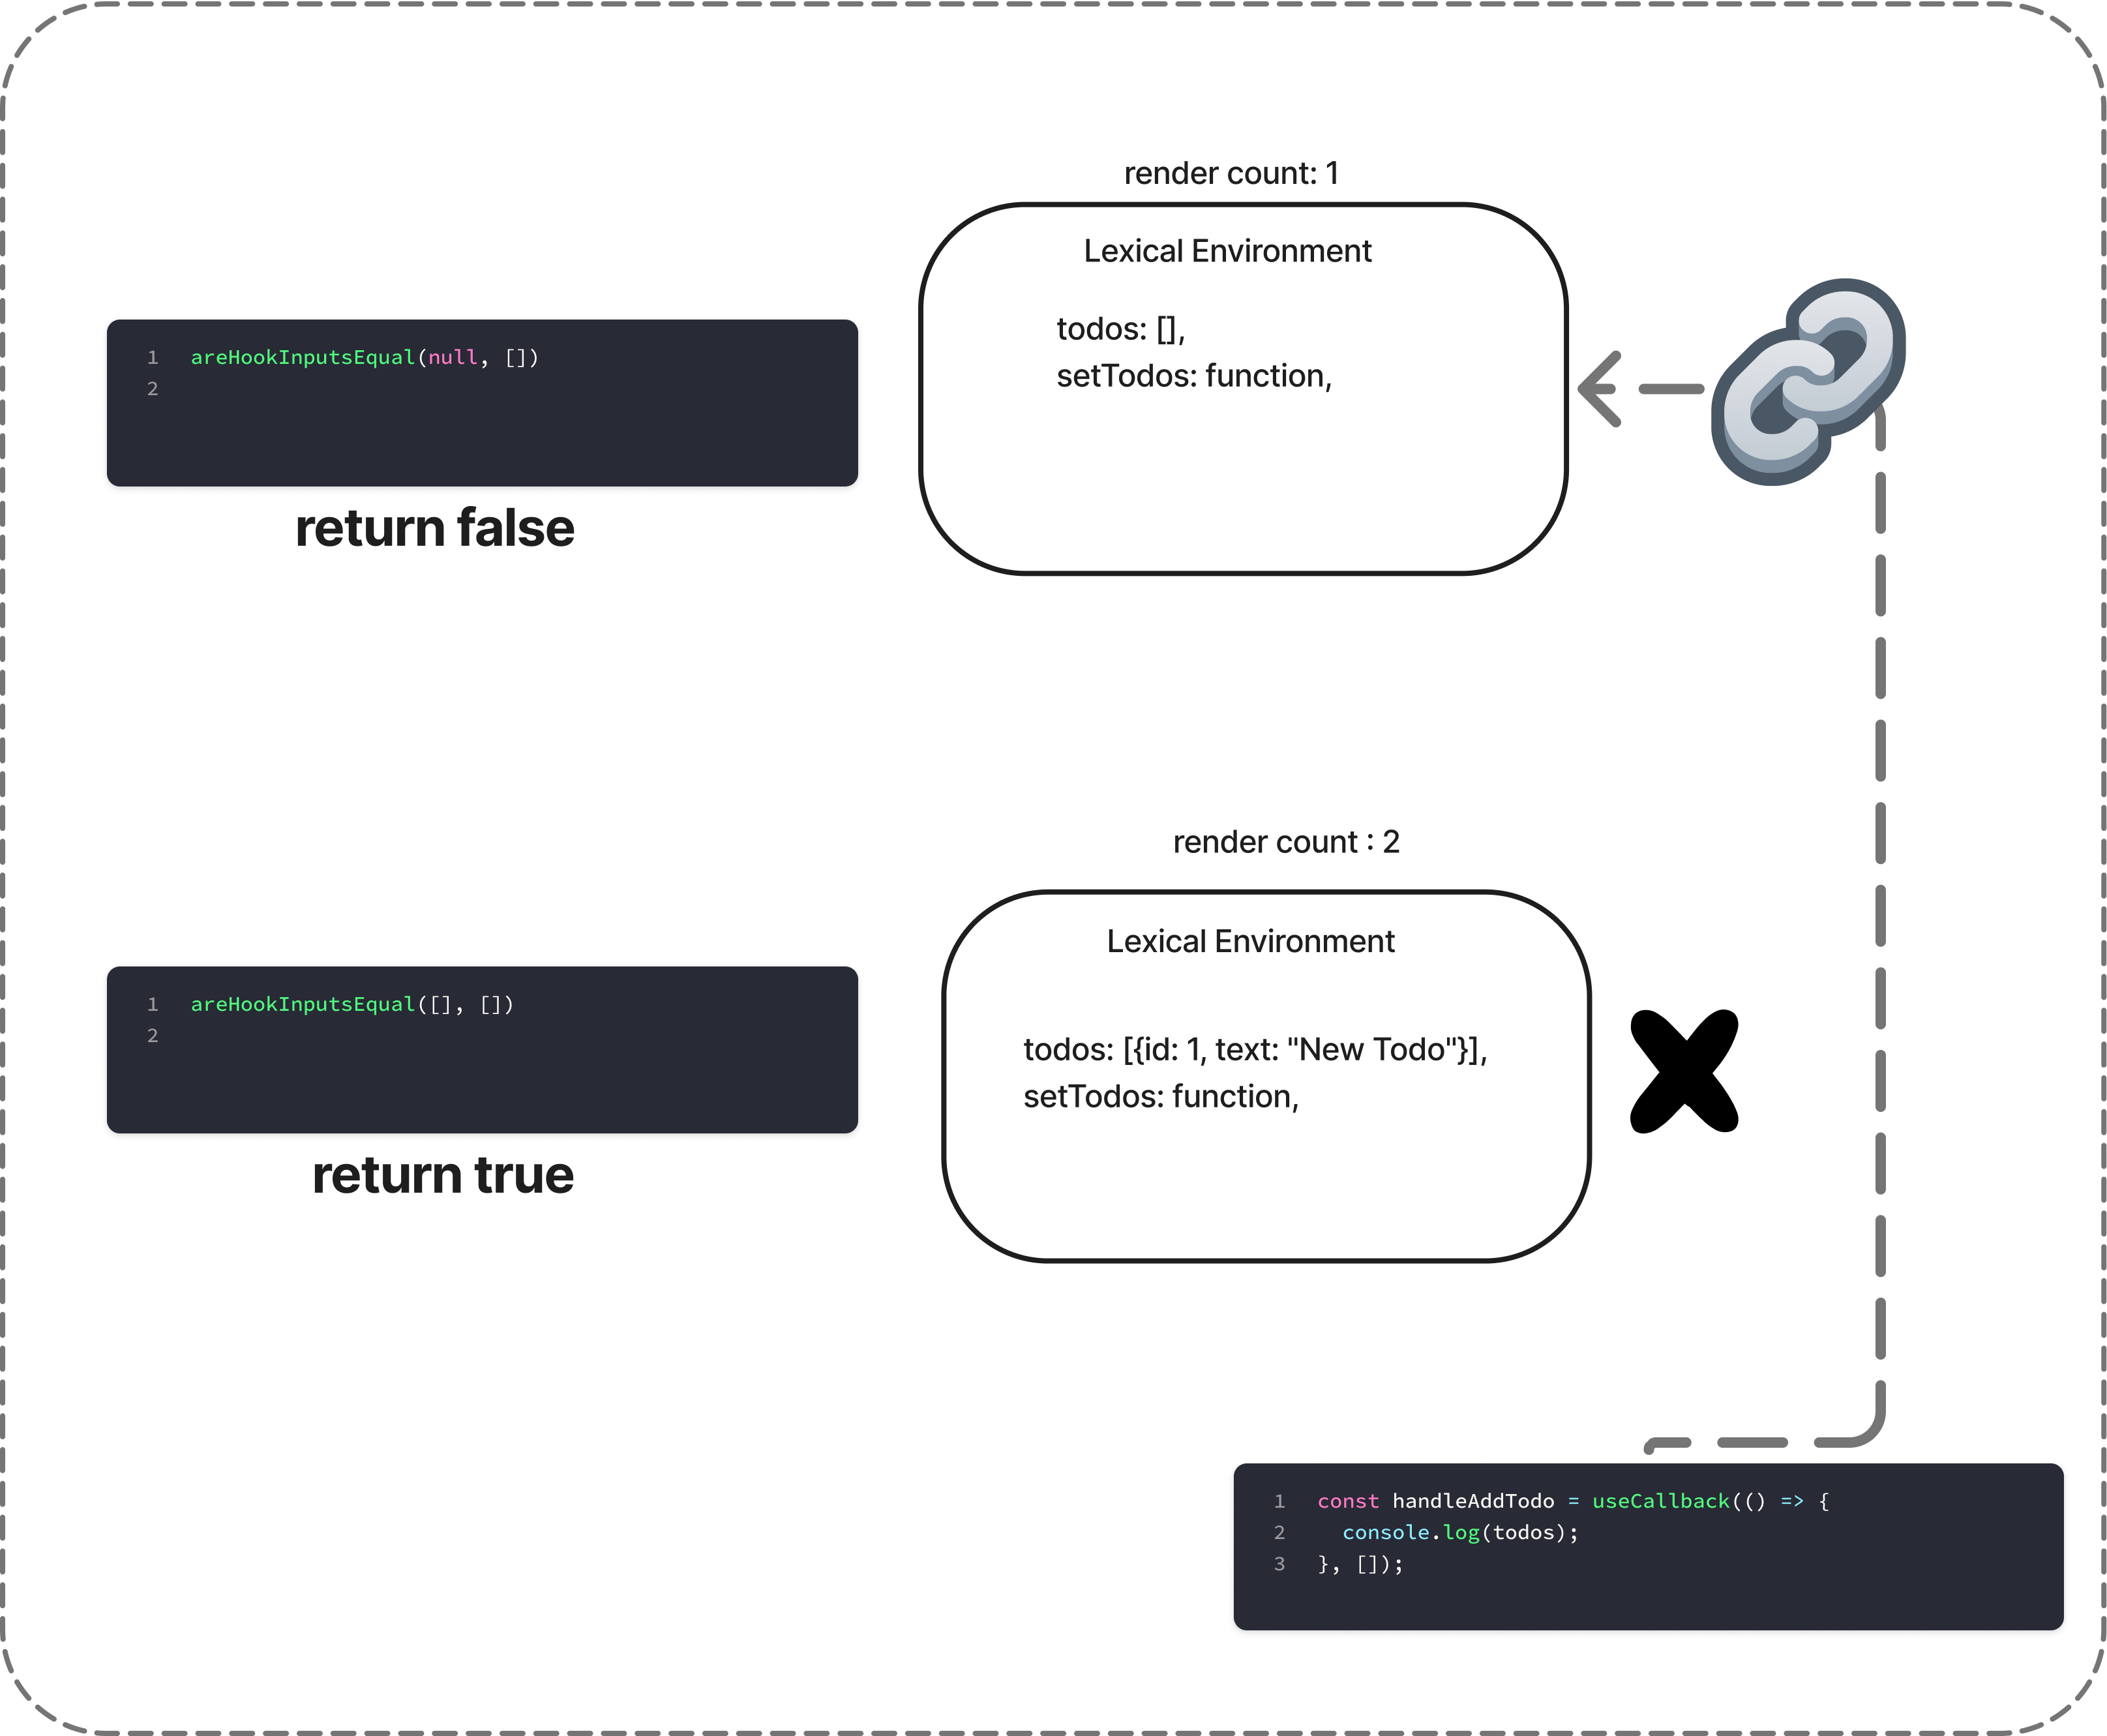 render count: 1
Lexical Environment
todos: [],
setTodos: function,
1 areHookInputsEqual(null, [])
2
return false
render count : 2
Lexical Environment
todos: [{id: 1, text: "New Todo"}],
setTodos: function,
1 areHookInputsEqual([], [])
2
return true
1 const handleAddTodo = useCallback(() => {
2   console.log(todos);
3 }, []);